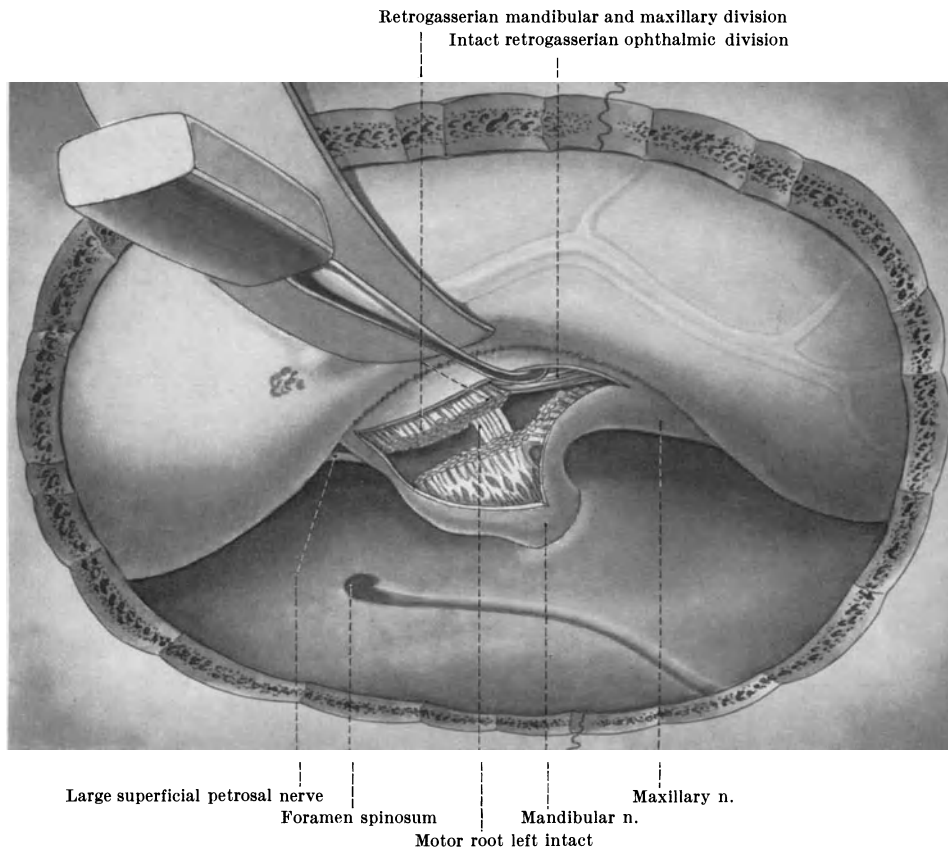 Retrogasserian mandibular and maxillary division
Intact retrogasserian ophthalmic division
Large superficial petrosal nerve
Maxillary n.
Foramen spinosum
Mandibular n.
Motor root left intact